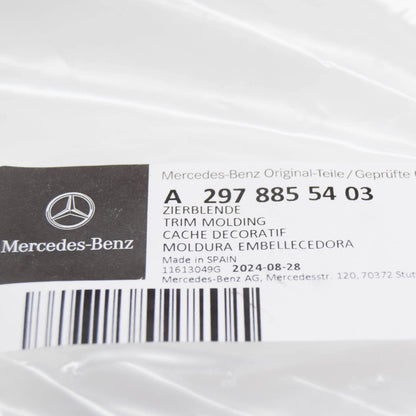 Mercedes-Benz Original-Teile/Geprüfte
A 297 885 54 03
ZIERBLENDE
TRIM MOLDING
CACHE DECORATIF
MOLDURA EMBELLECEDORA
Made in SPAIN
11613049G 2024-08-28
Mercedes-Benz AG, Mercedesstr. 120, 70372 Stut
Mercedes-Benz